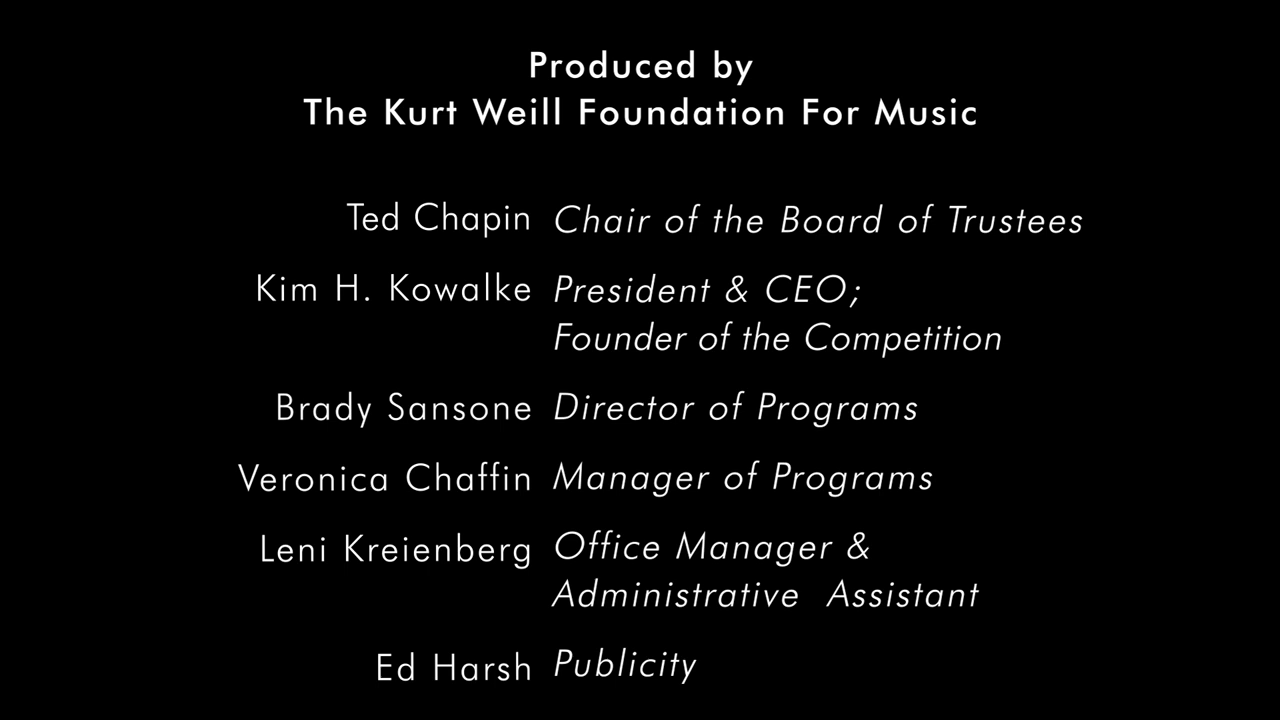 Produced by
The Kurt Weill Foundation For Music
Ted Chapin Chair of the Board of Trustees
Kim H. Kowalke President & CEO;
Founder of the Competition
Brady Sansone Director of Programs
Veronica Chaffin Manager of Programs
Leni Kreienberg Office Manager &
Administrative Assistant
Ed Harsh Publicity